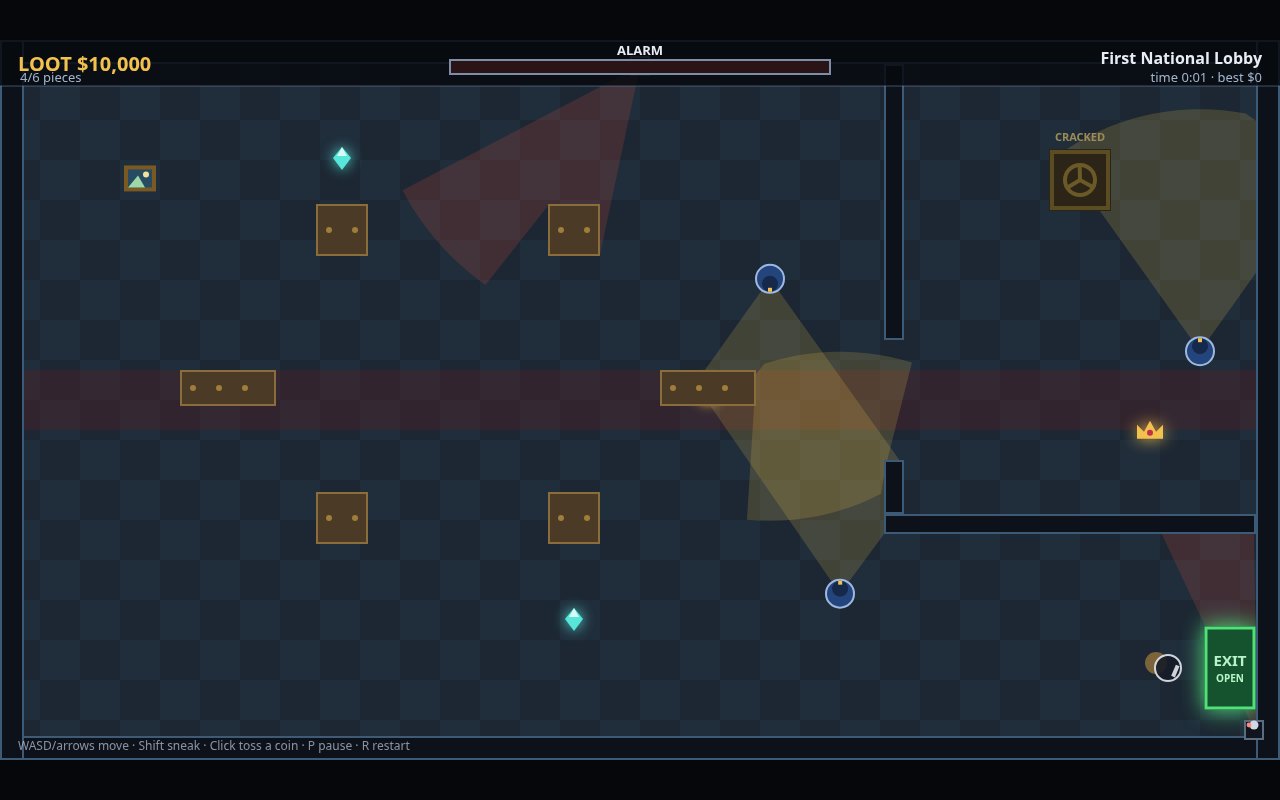 LOOT $10,000
4/6 pieces
ALARM
First National Lobby
time 0:01 · best $0
CRACKED
EXIT
OPEN
WASD/arrows move · Shift sneak · Click toss a coin · P pause · R restart